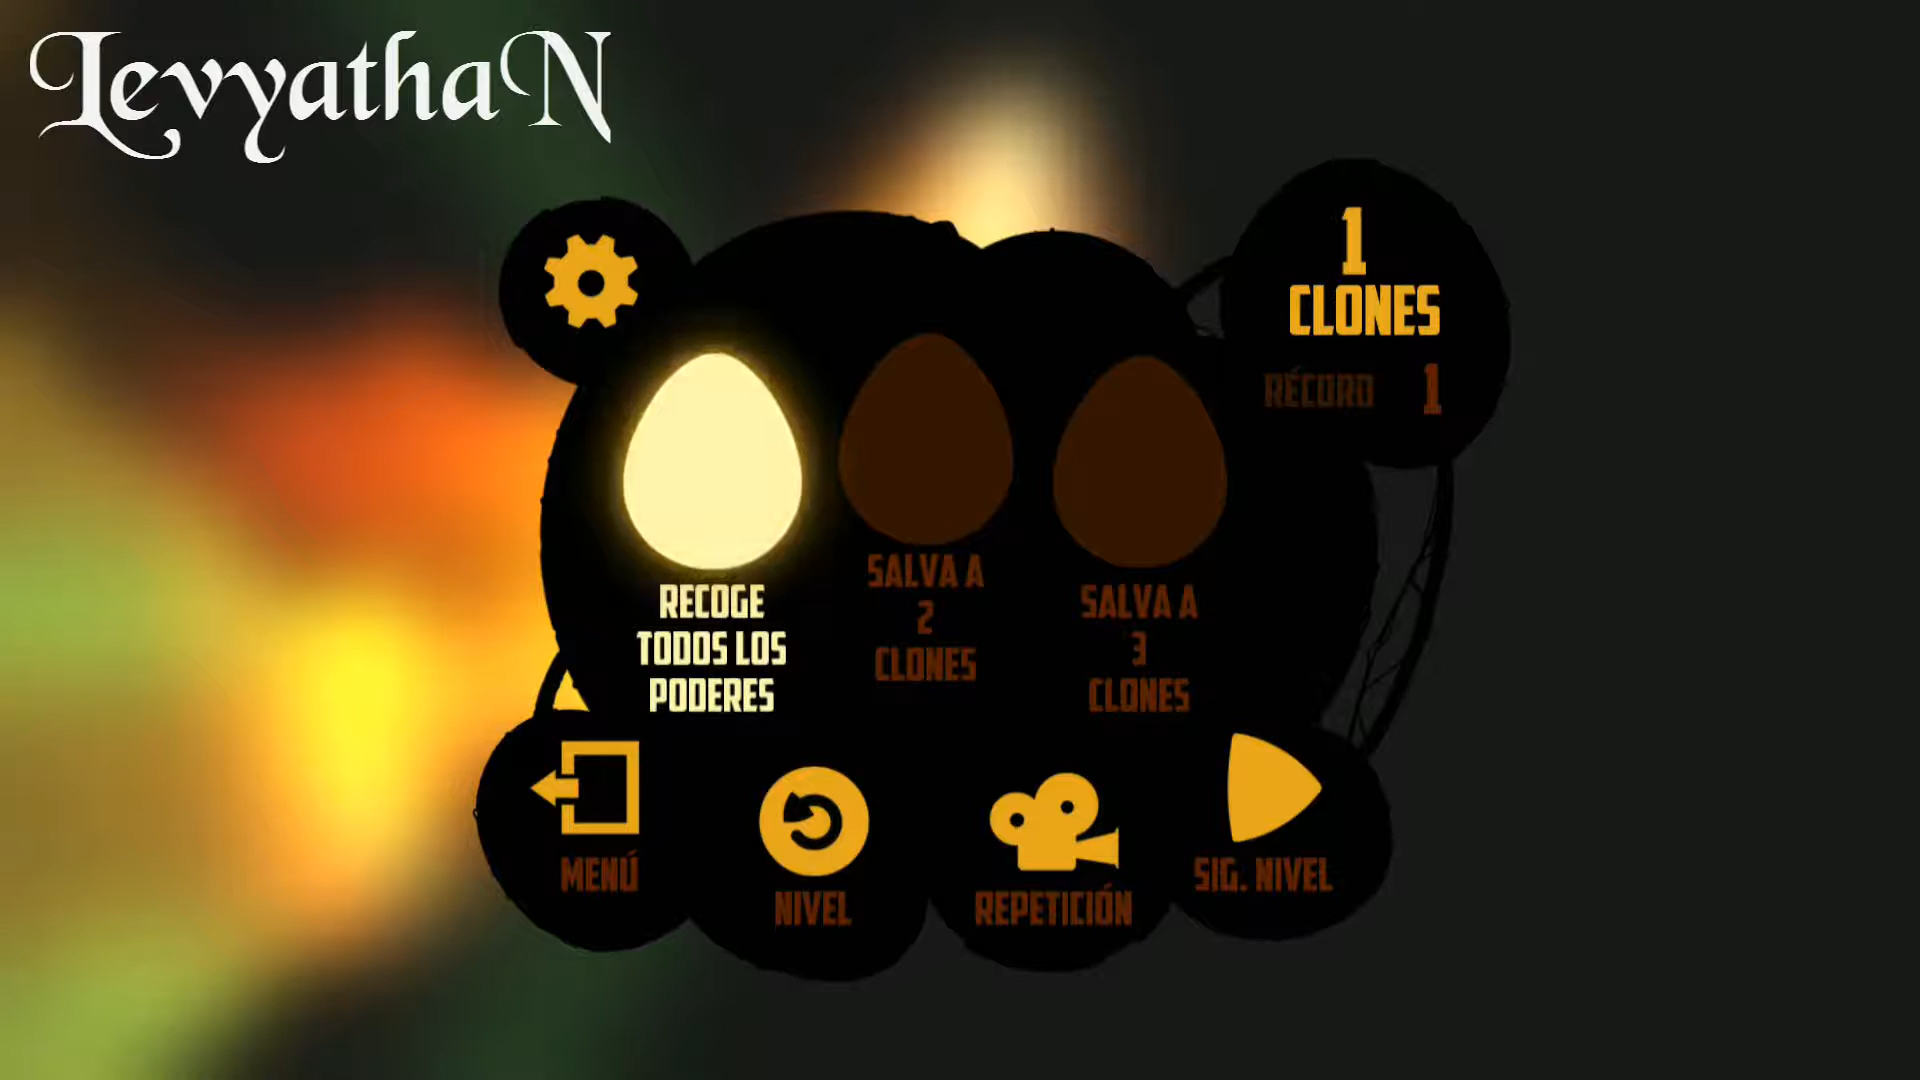 LevyathaN
1
CLONES
RÉCORD 1
RECOGE
TODOS LOS
PODERES
SALVA A
2
CLONES
SALVA A
3
CLONES
MENÚ
NIVEL
REPETICIÓN
SIG. NIVEL